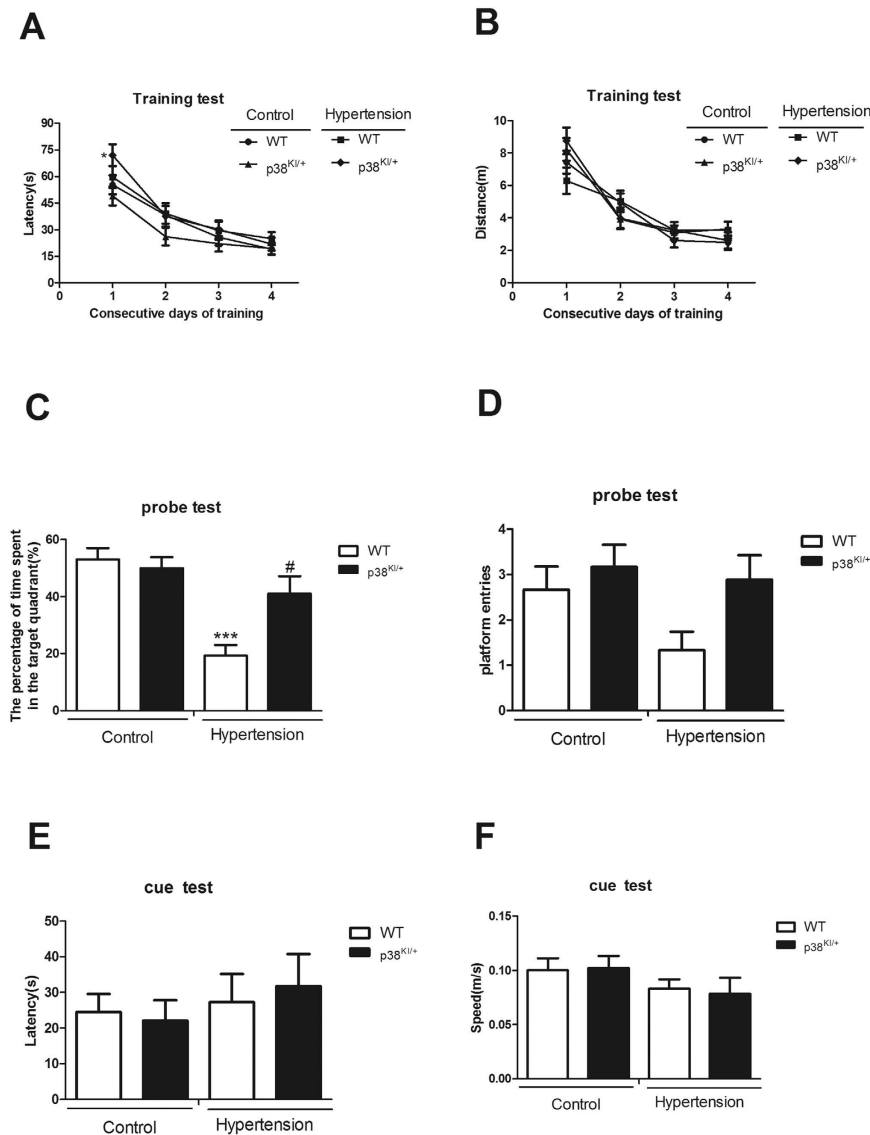 A
Training test
Control Hypertension
WT WT
p38KI/+ p38KI/+
Latency(s)
90
75
60
45
30
15
*
0 1 2 3 4
Consecutive days of training
B
Training test
Control Hypertension
WT WT
p38KI/+ p38KI/+
Distance(m)
10
8
6
4
2
0
0 1 2 3 4
Consecutive days of training
C
probe test
WT
p38KI/+
The percentage of time spent
in the target quadrant(%)
60
40
20
0
***
#
Control Hypertension
D
probe test
WT
p38KI/+
platform entries
4
3
2
1
0
Control Hypertension
E
cue test
WT
p38KI/+
Latency(s)
50
40
30
20
10
0
Control Hypertension
F
cue test
WT
p38KI/+
Speed(m/s)
0.15
0.10
0.05
0.00
Control Hypertension